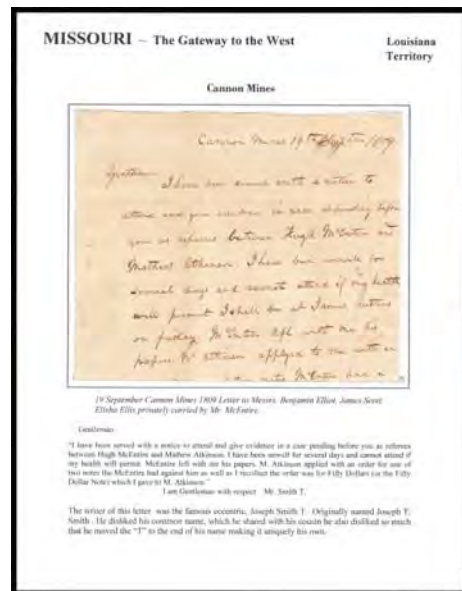 MISSOURI ~ The Gateway to the West
Louisiana
Territory
Cannon Mines
Cannon Mines 19th 1809
Gentlemen
I have been served with a notice to
attend and give evidence in case depending before
you as referees between Hugh McEnter and
Mathew Atkinson. I have been unwell for
several days and cannot attend if my health
will permit I shall be at James
on friday McEnter left with me his
papers Mr Atkinson applyed to me with an
McEnter had a
19 September Cannon Mines 1809 Letter to Messrs. Benjamin Elliot, James Scott
Elisha Ellis privately carried by Mr. McEntire.
Gentleman
"I have been served with a notice to attend and give evidence in a case pending before you as referees
between Hugh McEntire and Mathew Atkinson. I have been unwell for several days and cannot attend if
my health will permit. McEntire left with me his papers. M. Atkinson applied with an order for one of
two notes the McEntire had against him as well as I recollect the order was for Fifty Dollars (or the Fifty
Dollar Note) which I gave to M. Atkinson."
I am Gentleman with respect Mr. Smith T.
The writer of this letter was the famous eccentric, Joseph Smith T. Originally named Joseph T.
Smith . He disliked his common name, which he shared with his cousin he also disliked so much
that he moved the "T" to the end of his name making it uniquely his own.